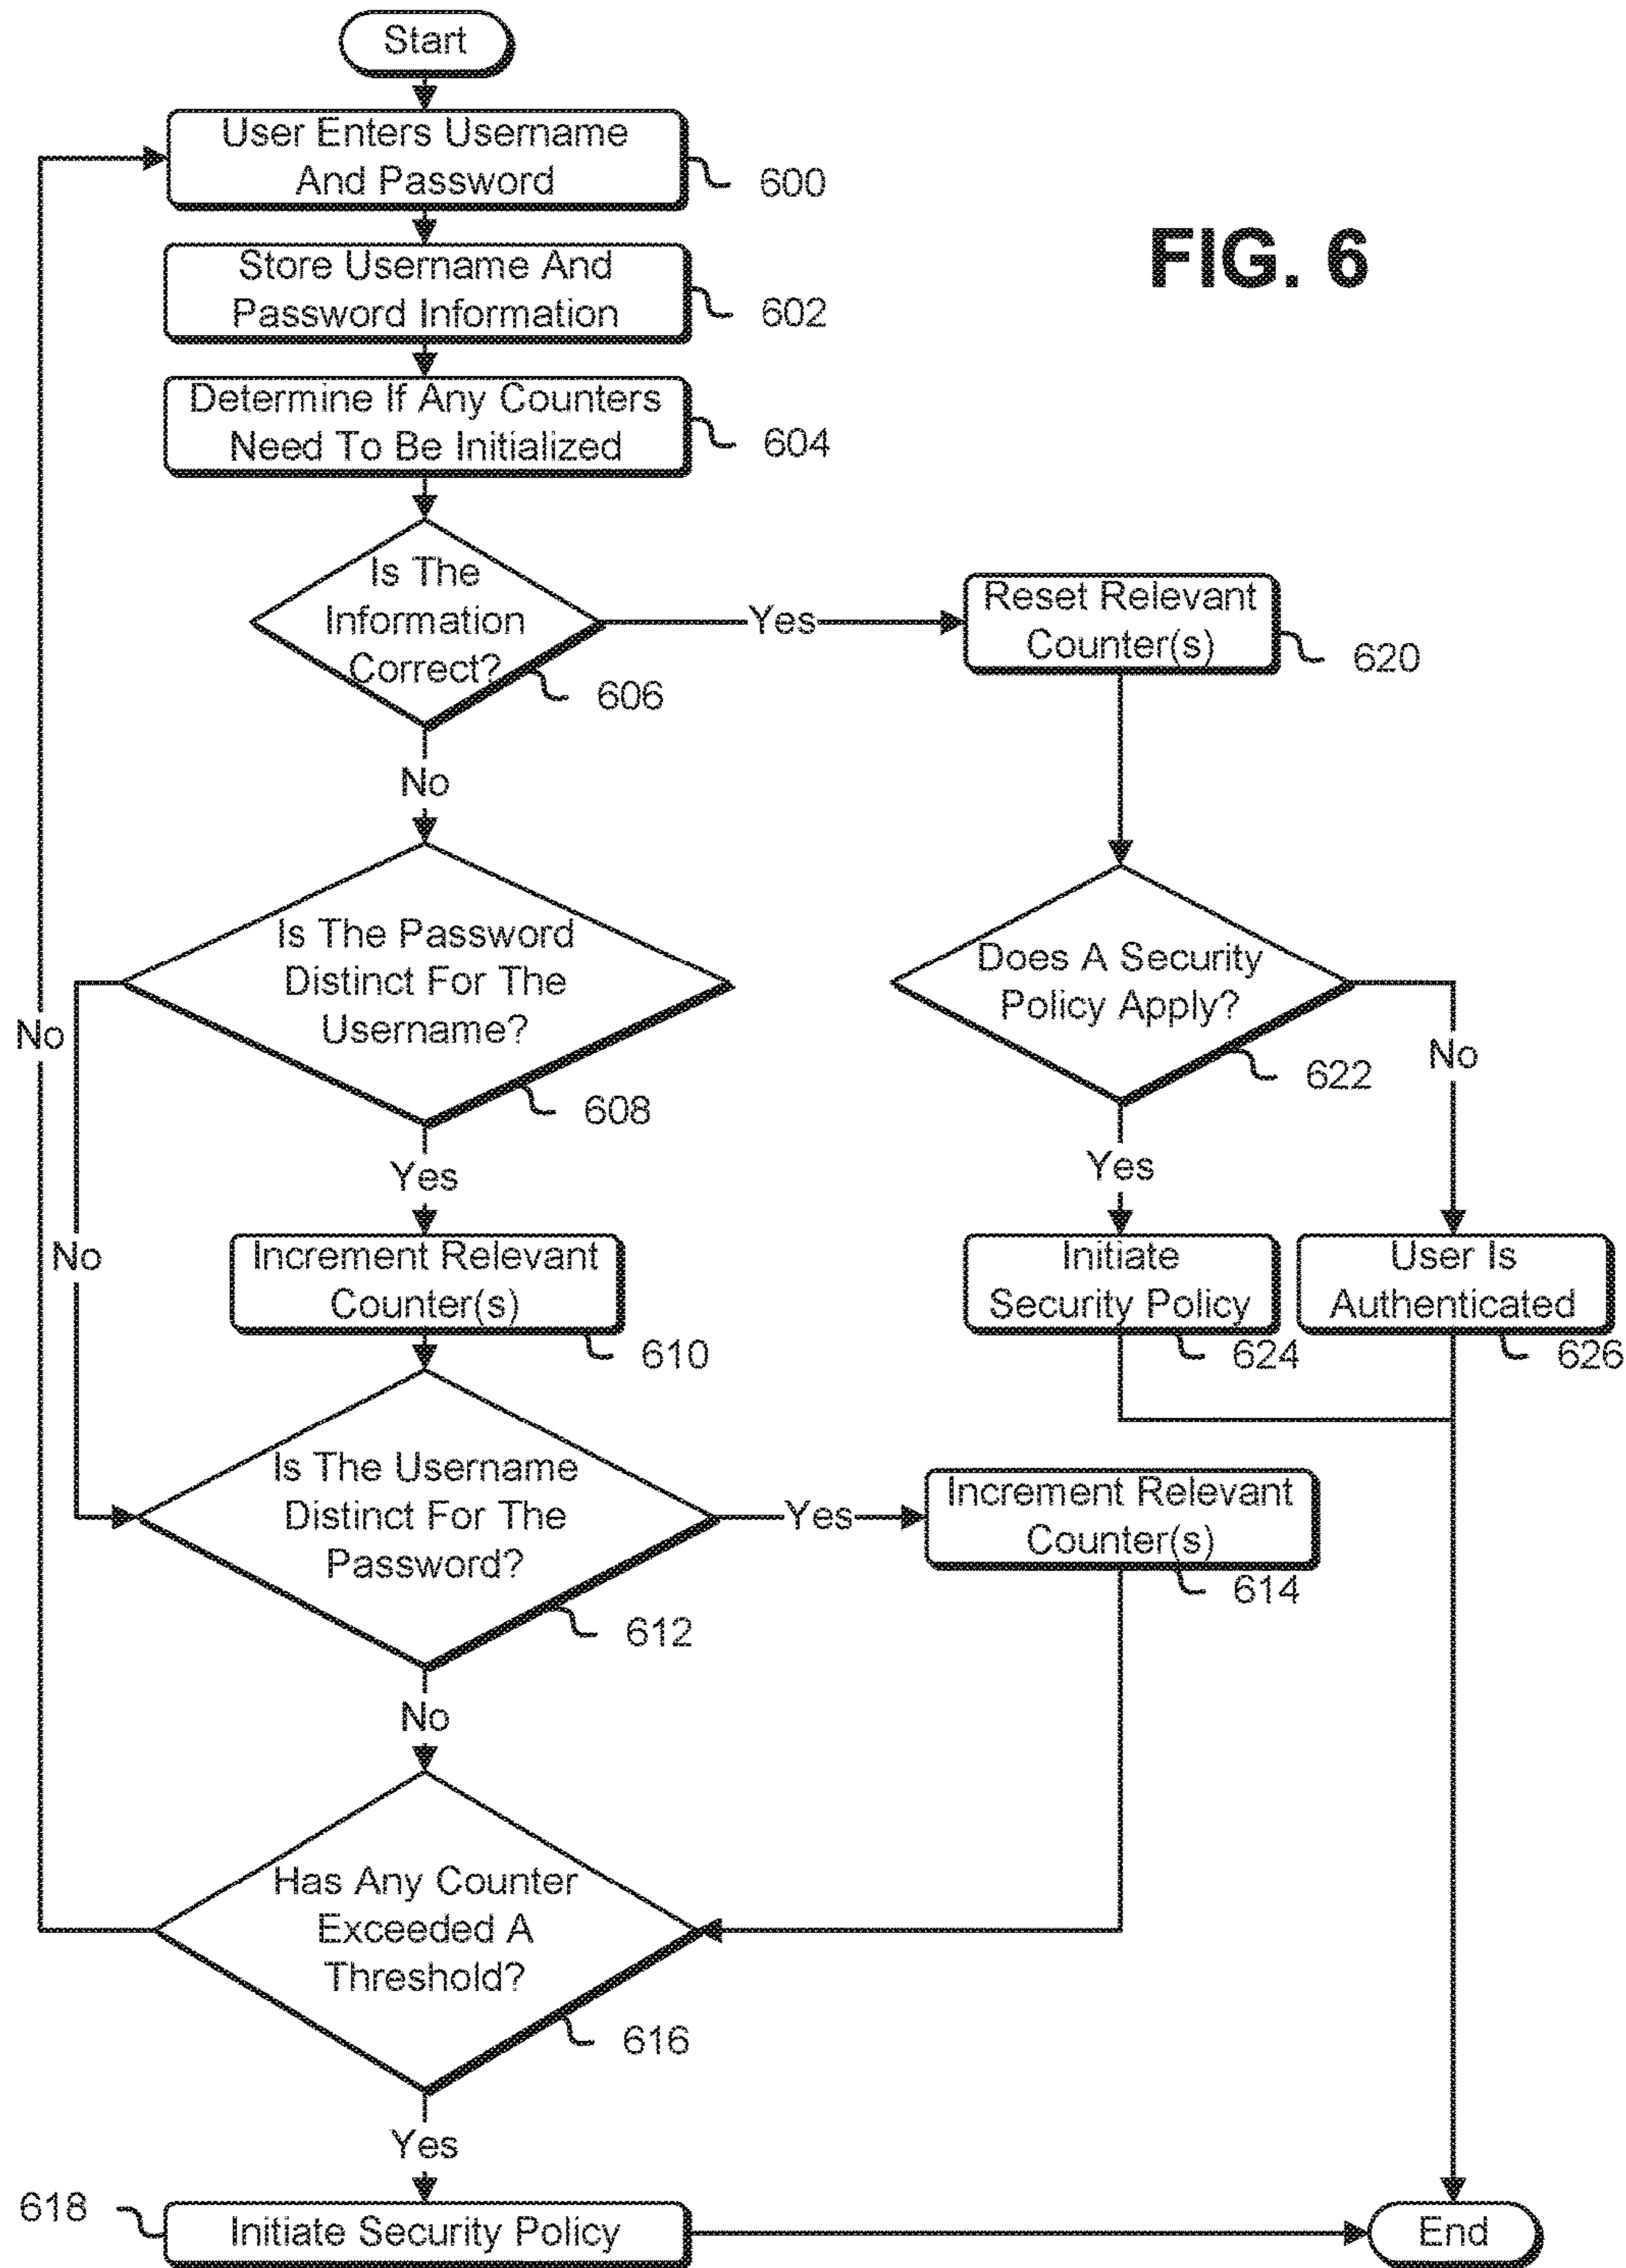 Start
User Enters Username
And Password
600
FIG. 6
Store Username And
Password Information
602
Determine If Any Counters
Need To Be Initialized
604
Is The
Information
Correct?
606
Yes
Reset Relevant
Counter(s)
620
No
Is The Password
Distinct For The
Username?
608
Does A Security
Policy Apply?
622
No
No
Yes
Yes
No
Increment Relevant
Counter(s)
610
Initiate
Security Policy
624
User Is
Authenticated
626
Is The Username
Distinct For The
Password?
612
Yes
Increment Relevant
Counter(s)
614
No
Has Any Counter
Exceeded A
Threshold?
616
Yes
618
Initiate Security Policy
End